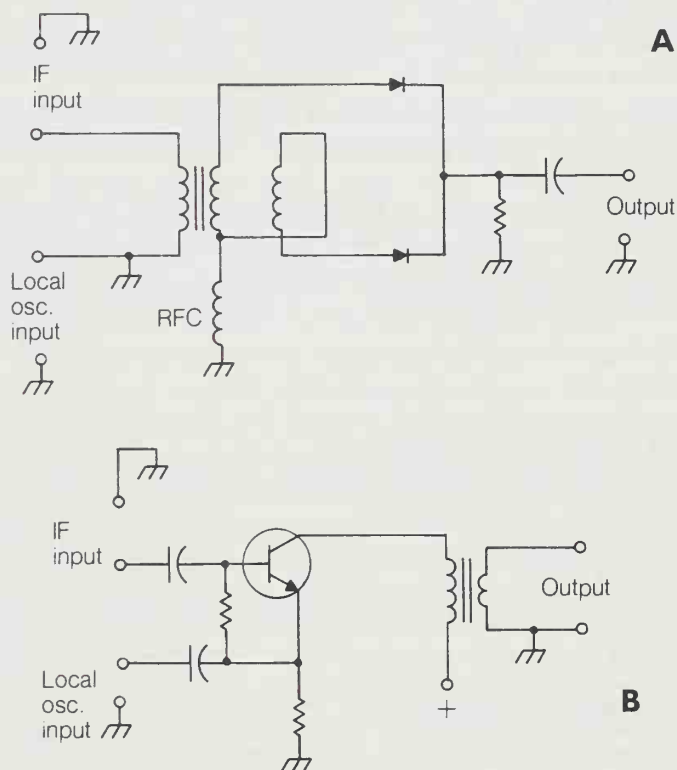 A
IF
input
Local
osc.
input
RFC
Output
B
IF
input
Local
osc.
input
Output
+